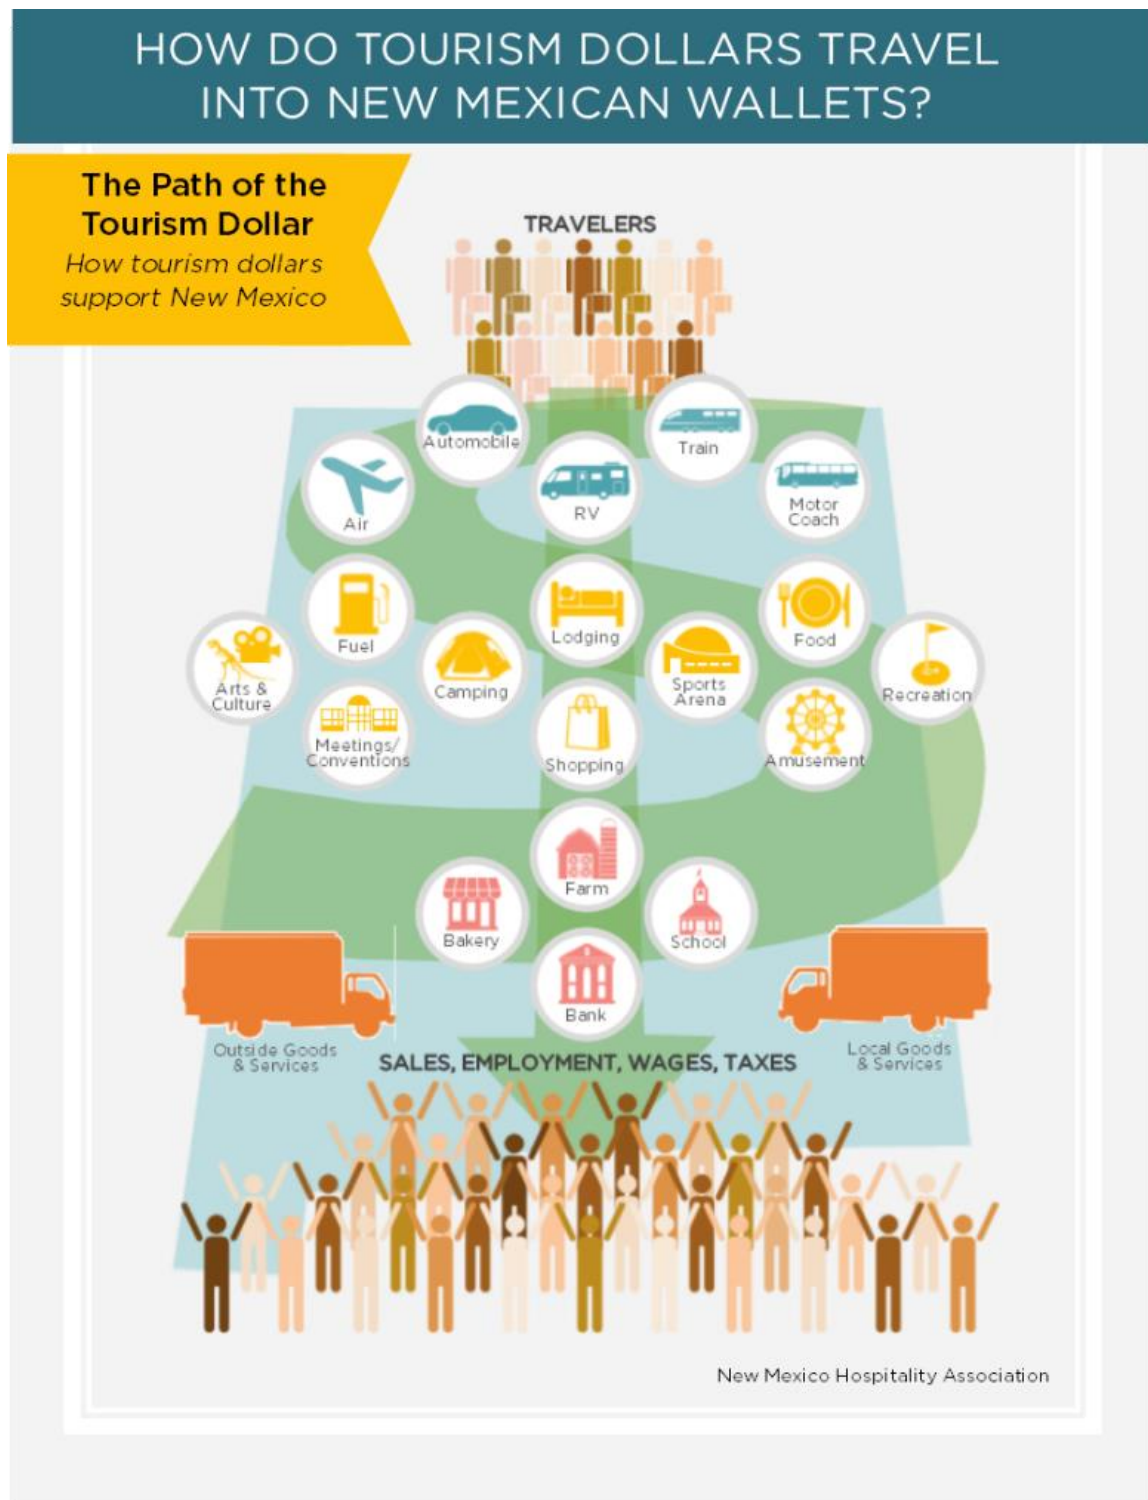 HOW DO TOURISM DOLLARS TRAVEL
INTO NEW MEXICAN WALLETS?
The Path of the
Tourism Dollar
How tourism dollars
support New Mexico
TRAVELERS
Automobile
Train
Air
RV
Motor
Coach
Fuel
Lodging
Food
Arts &
Culture
Camping
Sports
Arena
Recreation
Meetings/
Conventions
Shopping
Amusement
Farm
Bakery
School
Bank
Outside Goods
& Services
Local Goods
& Services
SALES, EMPLOYMENT, WAGES, TAXES
New Mexico Hospitality Association